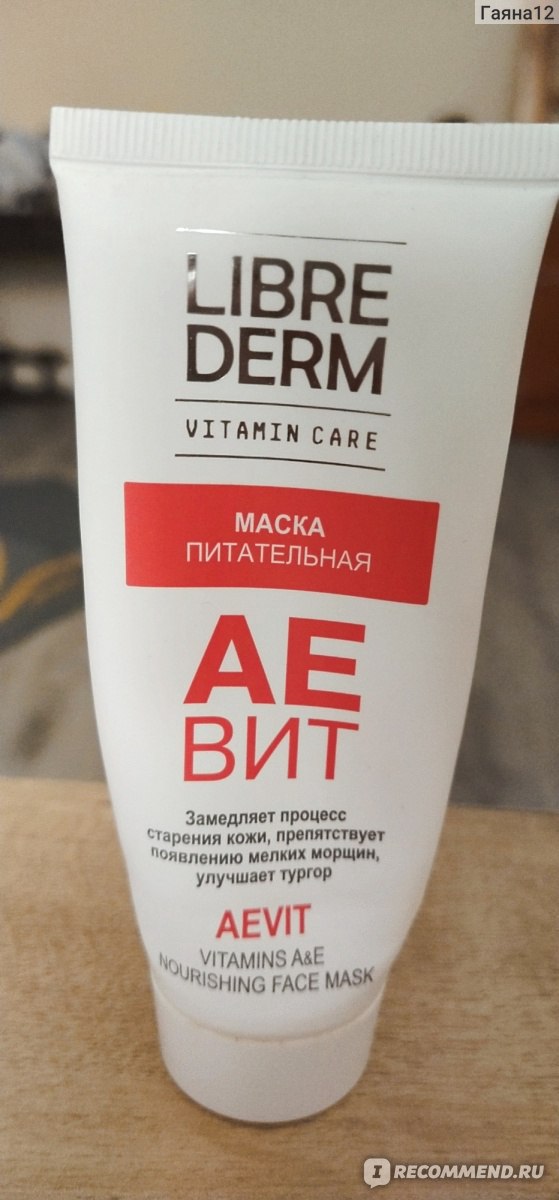 Гаяна12
LIBRE
DERM
VITAMIN CARE
МАСКА
ПИТАТЕЛЬНАЯ
АЕ
ВИТ
Замедляет процесс
старения кожи, препятствует
появлению мелких морщин,
улучшает тургор
AEVIT
VITAMINS A&E
NOURISHING FACE MASK
I RECOMMEND.RU